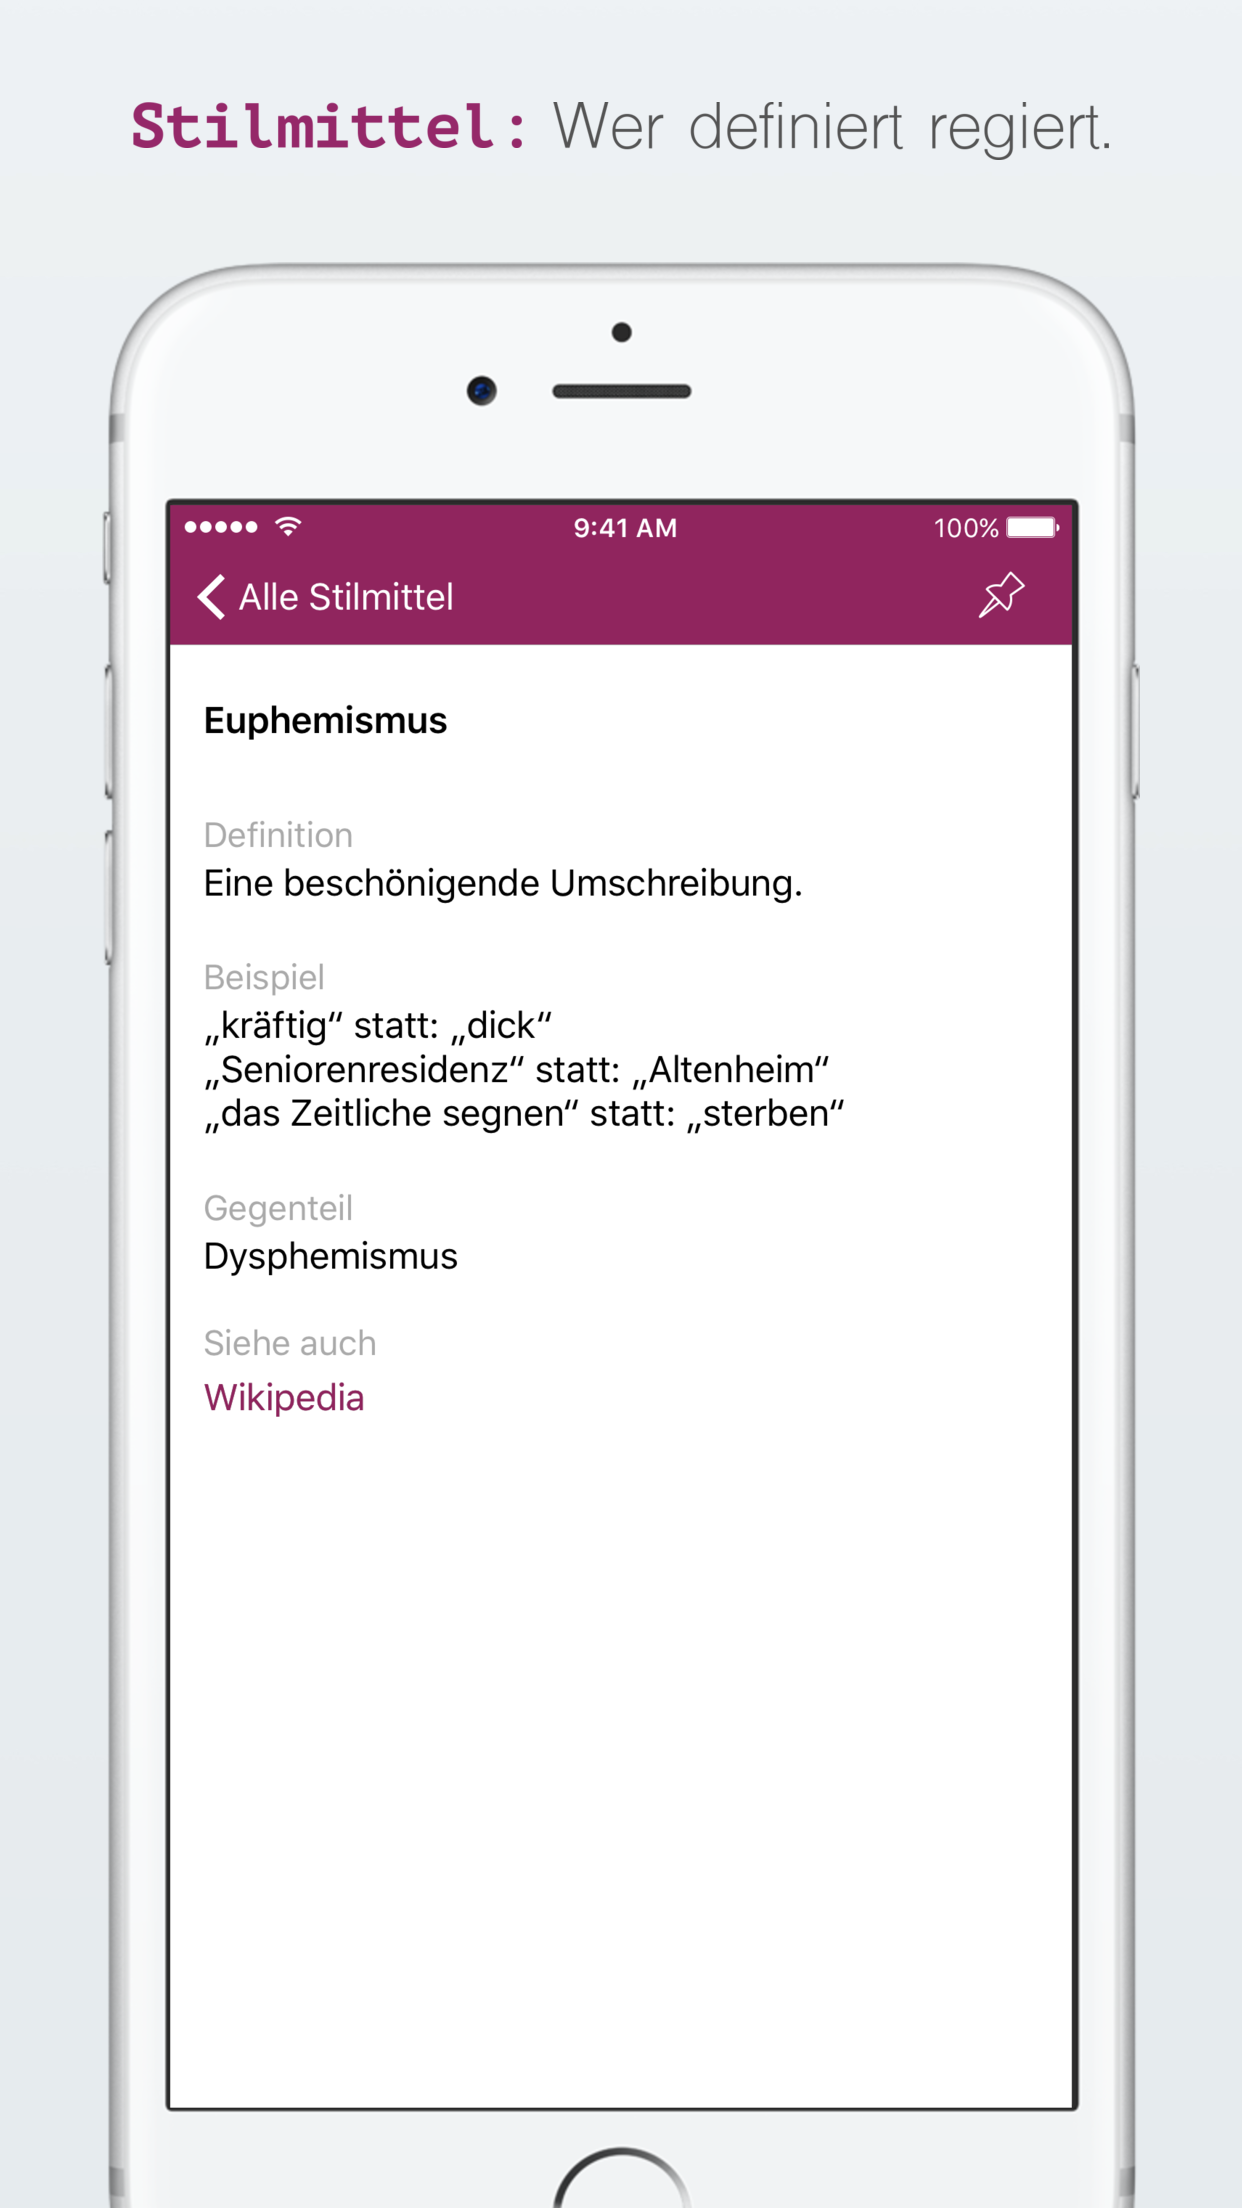 Stilmittel: Wer definiert regiert.
9:41 AM
100%
Alle Stilmittel
Euphemismus
Definition
Eine beschönigende Umschreibung.
Beispiel
„kräftig“ statt: „dick“
„Seniorenresidenz“ statt: „Altenheim“
„das Zeitliche segnen“ statt: „sterben“
Gegenteil
Dysphemismus
Siehe auch
Wikipedia